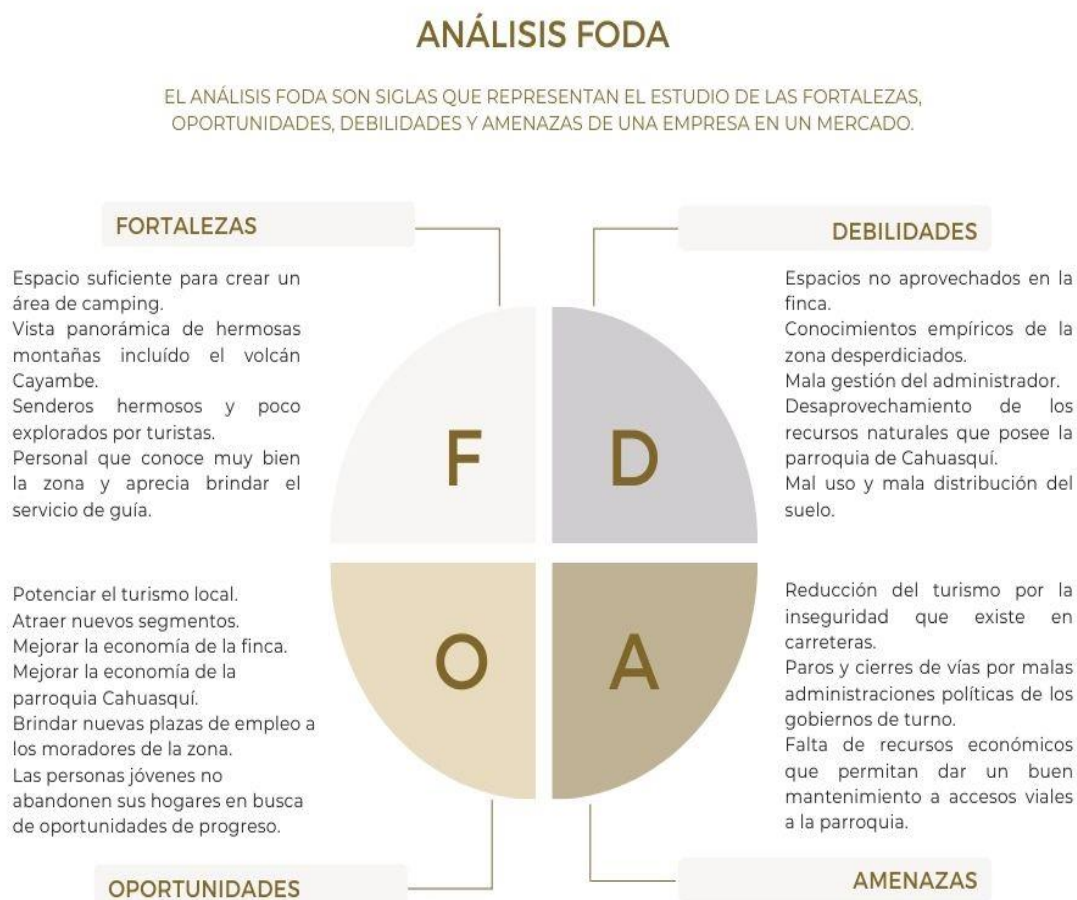 ANÁLISIS FODA
EL ANÁLISIS FODA SON SIGLAS QUE REPRESENTAN EL ESTUDIO DE LAS FORTALEZAS,
OPORTUNIDADES, DEBILIDADES Y AMENAZAS DE UNA EMPRESA EN UN MERCADO.
FORTALEZAS
Espacio suficiente para crear un
área de camping.
Vista panorámica de hermosas
montañas incluído el volcán
Cayambe.
Senderos hermosos y poco
explorados por turistas.
Personal que conoce muy bien
la zona y aprecia brindar el
servicio de guía.
F
DEBILIDADES
Espacios no aprovechados en la
finca.
Conocimientos empíricos de la
zona desperdiciados.
Mala gestión del administrador.
Desaprovechamiento de los
recursos naturales que posee la
parroquia de Cahuasquí.
Mal uso y mala distribución del
suelo.
D
Potenciar el turismo local.
Atraer nuevos segmentos.
Mejorar la economía de la finca.
Mejorar la economía de la
parroquia Cahuasquí.
Brindar nuevas plazas de empleo a
los moradores de la zona.
Las personas jóvenes no
abandonen sus hogares en busca
de oportunidades de progreso.
O
OPORTUNIDADES
Reducción del turismo por la
inseguridad que existe en
carreteras.
Paros y cierres de vías por malas
administraciones políticas de los
gobiernos de turno.
Falta de recursos económicos
que permitan dar un buen
mantenimiento a accesos viales
a la parroquia.
A
AMENAZAS